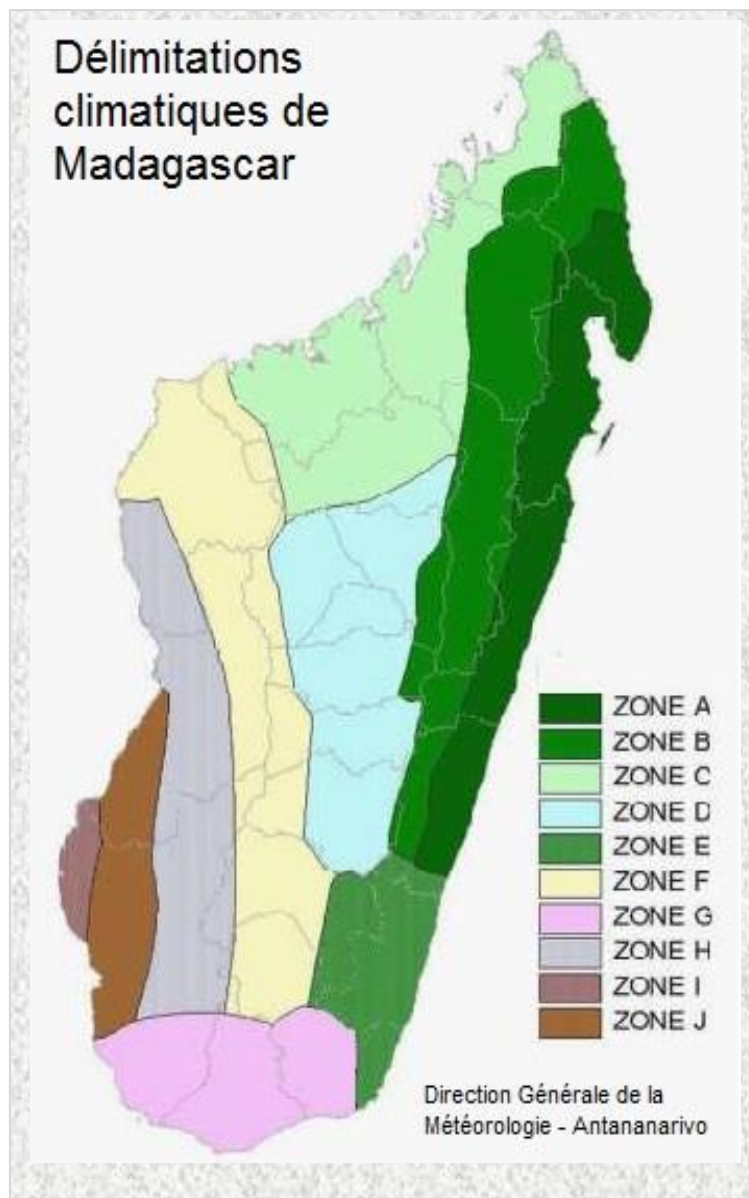 Délimitations
climatiques de
Madagascar
ZONE A
ZONE B
ZONE C
ZONE D
ZONE E
ZONE F
ZONE G
ZONE H
ZONE I
ZONE J
Direction Générale de la
Météorologie - Antananarivo